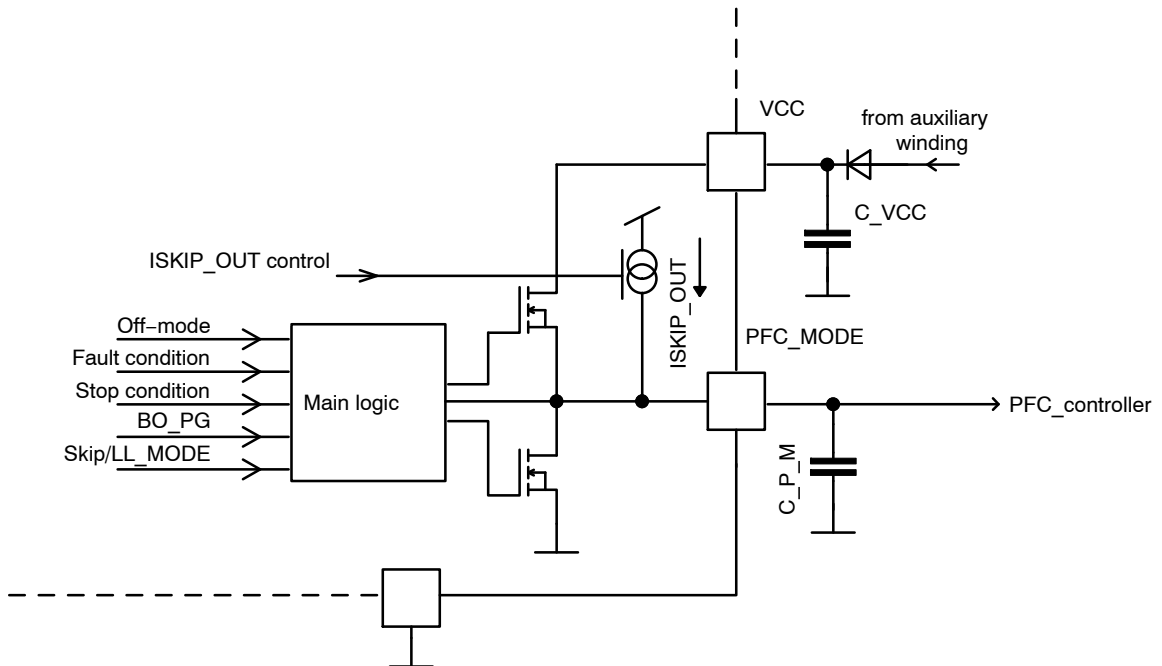 VCC
from auxiliary
winding
C_VCC
ISKIP_OUT control
ISKIP_OUT
Off−mode
Fault condition
Stop condition
BO_PG
Skip/LL_MODE
Main logic
PFC_MODE
PFC_controller
C_P_M